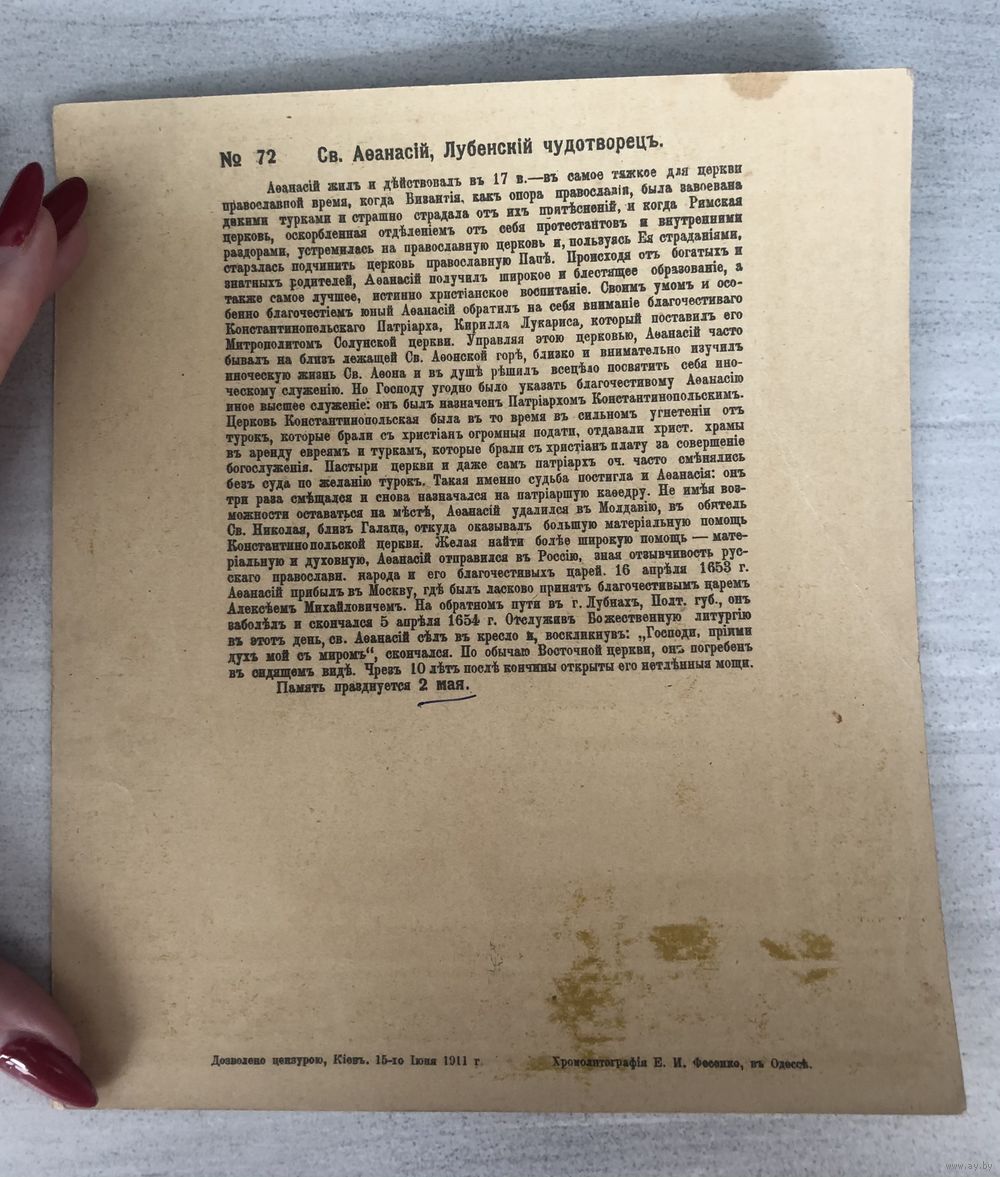 № 72 Св. Аѳанасій, Лубенскій чудотворецъ.
Аѳанасій жилъ и дѣйствовалъ въ 17 в.—въ самое тяжкое для церкви
православной время, когда Византія, какъ опора православія, была завоевана
дикими турками и страшно страдала отъ ихъ притѣсненій, и когда Римская
церковь, оскорбленная отдѣленіемъ отъ себя протестантовъ и внутренними
раздорами, устремилась на православную церковь и, пользуясь Ея страданіями,
старалась подчинить церковь православную Папѣ. Происходя отъ богатыхъ и
знатныхъ родителей, Аѳанасій получилъ широкое и блестящее образованіе, а
также самое лучшее, истинно христіанское воспитаніе. Своимъ умомъ и осо-
бенно благочестіемъ юный Аѳанасій обратилъ на себя вниманіе благочестиваго
Константинопольскаго Патріарха, Кирилла Лукариса, который поставилъ его
Митрополитомъ Солунской церкви. Управляя этою церковью, Аѳанасій часто
бывалъ на близъ лежащей Св. Аѳонской горѣ, близко и внимательно изучилъ
иноческую жизнь Св. Аѳона и въ душѣ рѣшилъ всецѣло посвятить себя ино-
ческому служенію. Но Господу угодно было указать благочестивому Аѳанасію
иное высшее служеніе: онъ былъ назначенъ Патріархомъ Константинопольскимъ.
Церковь Константинопольская была въ то время въ сильномъ угнетеніи отъ
турокъ, которые брали съ христіанъ огромныя подати, отдавали христ. храмы
въ аренду евреямъ и туркамъ, которые брали съ христіанъ плату за совершеніе
богослуженія. Пастыри церкви и даже самъ патріархъ оч. часто смѣнялись
безъ суда по желанію турокъ. Такая именно судьба постигла и Аѳанасія: онъ
три раза смѣщался и снова назначался на патріаршую каѳедру. Не имѣя воз-
можности оставаться на мѣстѣ, Аѳанасій удалился въ Молдавію, въ обитель
Св. Николая, близъ Галаца, откуда оказывалъ большую матеріальную помощь
Константинопольской церкви. Желая найти болѣе широкую помощь — мате-
ріальную и духовную, Аѳанасій отправился въ Россію, зная отзывчивость рус-
скаго православн. народа и его благочестивыхъ царей. 16 апрѣля 1653 г.
Аѳанасій прибылъ въ Москву, гдѣ былъ ласково принятъ благочестивымъ царемъ
Алексѣемъ Михайловичемъ. На обратномъ пути въ г. Лубнахъ, Полт. губ., онъ
заболѣлъ и скончался 5 апрѣля 1654 г. Отслуживъ Божественную литургію
въ этотъ день, св. Аѳанасій сѣлъ въ кресло и, воскликнувъ: „Господи, пріими
духъ мой съ миромъ“, скончался. По обычаю Восточной церкви, онъ погребенъ
въ сидящемъ видѣ. Чрезъ 10 лѣтъ послѣ кончины открыты его нетлѣнныя мощи.
Память празднуется 2 мая.
Дозволено цензурою, Кіевъ. 15-го Іюня 1911 г.
Хромолитографія Е. И. Фесенко, въ Одессѣ.
www.ay.by